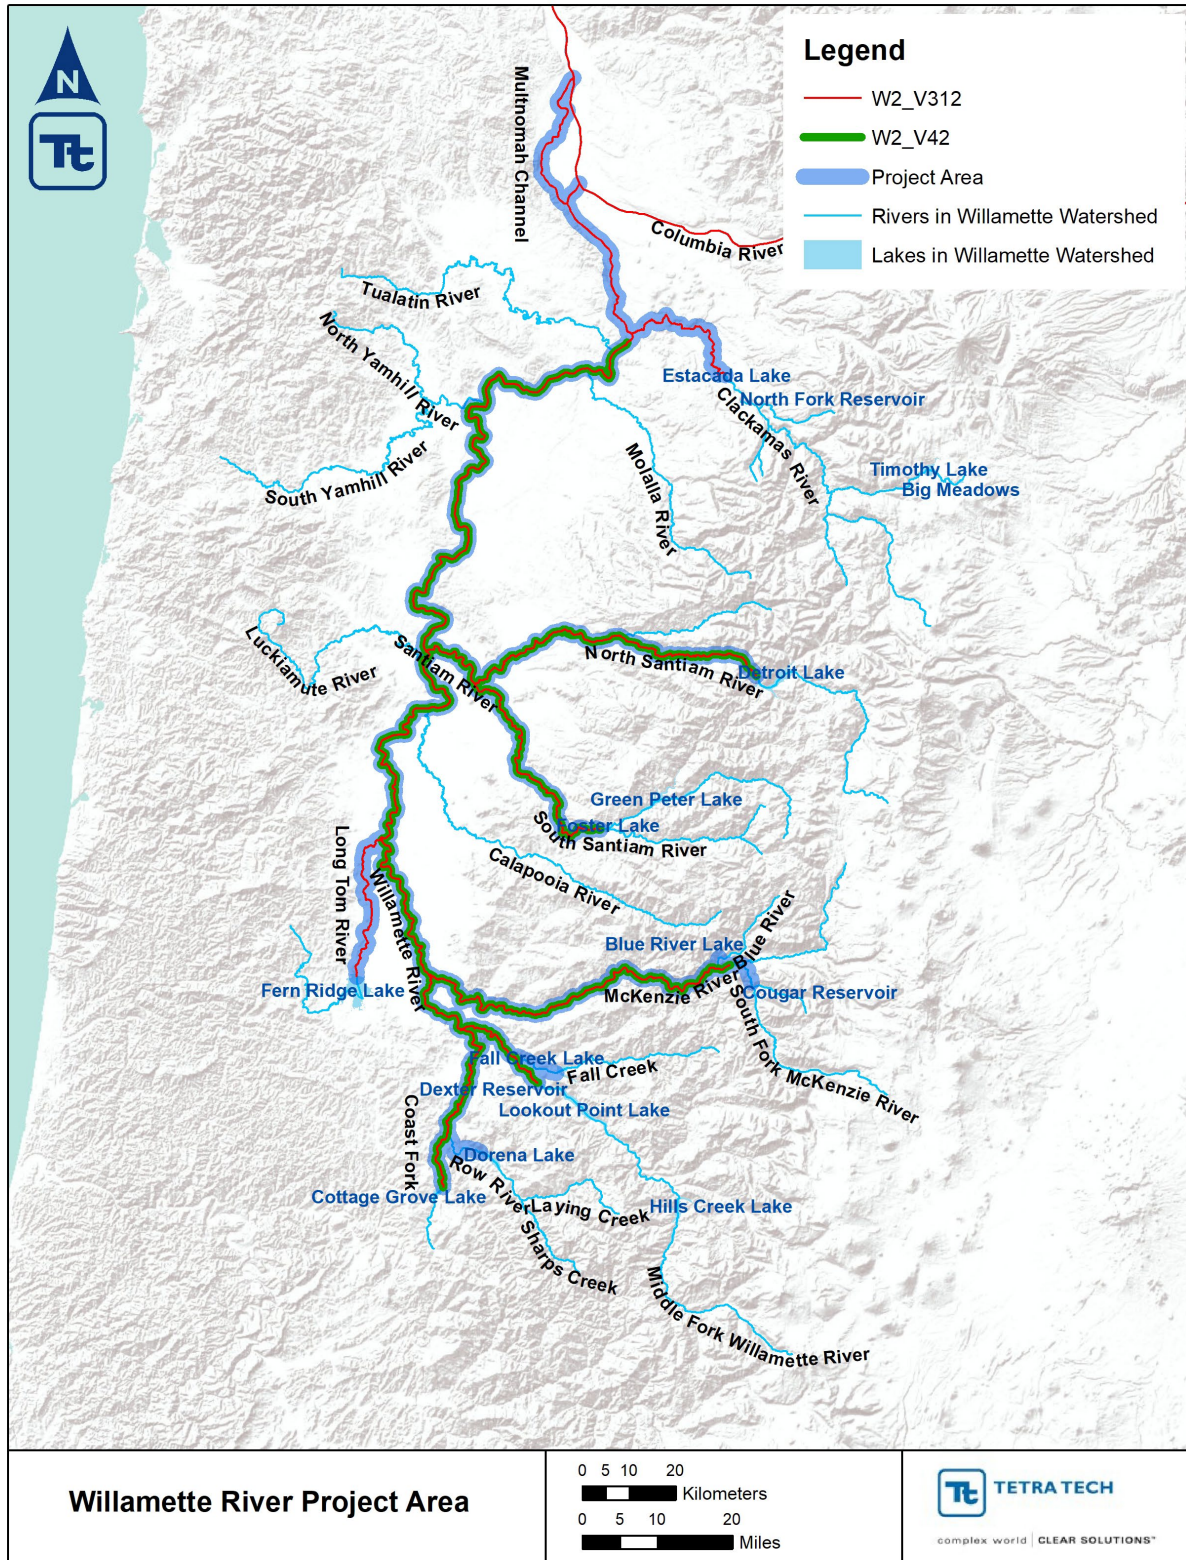 N
Tt
Legend
W2_V312
W2_V42
Project Area
Rivers in Willamette Watershed
Lakes in Willamette Watershed
Multnomah Channel
Columbia River
Tualatin River
North Yamhill River
South Yamhill River
Estacada Lake
North Fork Reservoir
Clackamas River
Timothy Lake
Big Meadows
Molalla River
Luckiamute River
Santiam River
North Santiam River
Detroit Lake
Green Peter Lake
Foster Lake
South Santiam River
Calapooia River
Long Tom River
Willamette River
Fern Ridge Lake
Blue River Lake
Blue River
McKenzie River
Cougar Reservoir
South Fork McKenzie River
Fall Creek Lake
Fall Creek
Dexter Reservoir
Lookout Point Lake
Coast Fork
Dorena Lake
Row River
Cottage Grove Lake
Laying Creek
Hills Creek Lake
Sharps Creek
Middle Fork Willamette River
Willamette River Project Area
0 5 10 20
Kilometers
0 5 10 20
Miles
Tt TETRA TECH
complex world | CLEAR SOLUTIONS™